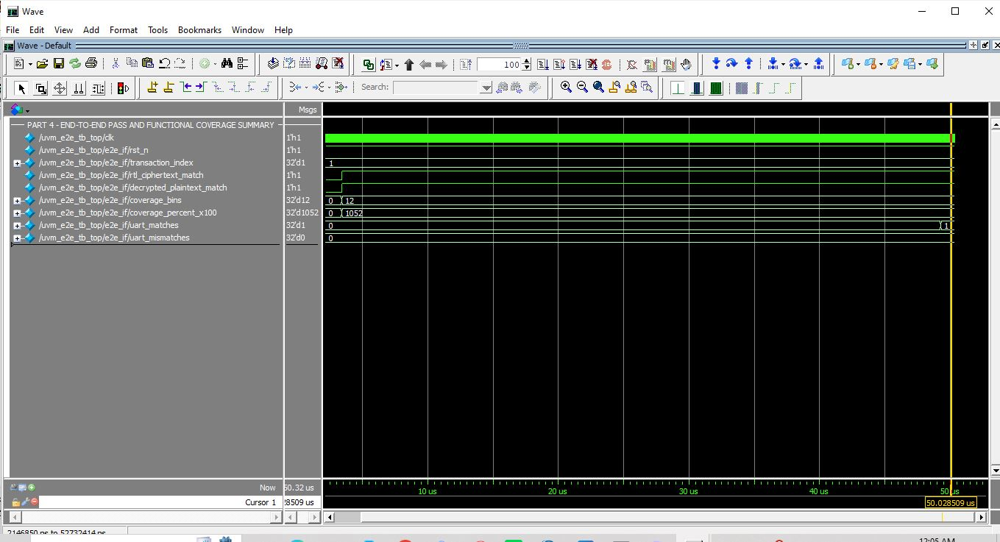 Wave
File Edit View Add Format Tools Bookmarks Window Help
Wave - Default
100
Search:
Msgs
PART 4 - END-TO-END PASS AND FUNCTIONAL COVERAGE SUMMARY
/uvm_e2e_tb_top/clk 1'h1
/uvm_e2e_tb_top/e2e_if/rst_n 1'h1
/uvm_e2e_tb_top/e2e_if/transaction_index 32'd1 1
/uvm_e2e_tb_top/e2e_if/rtl_ciphertext_match 1'h1
/uvm_e2e_tb_top/e2e_if/decrypted_plaintext_match 1'h1
/uvm_e2e_tb_top/e2e_if/coverage_bins 32'd12 0 12
/uvm_e2e_tb_top/e2e_if/coverage_percent_x100 32'd1052 0 1052
/uvm_e2e_tb_top/e2e_if/uart_matches 32'd1 0 1
/uvm_e2e_tb_top/e2e_if/uart_mismatches 32'd0 0
Now 50.32 us 10 us 20 us 30 us 40 us 50 us
Cursor 1 28509 us 50.028509 us
2146850 ps to 52732414 ps
12:05 AM